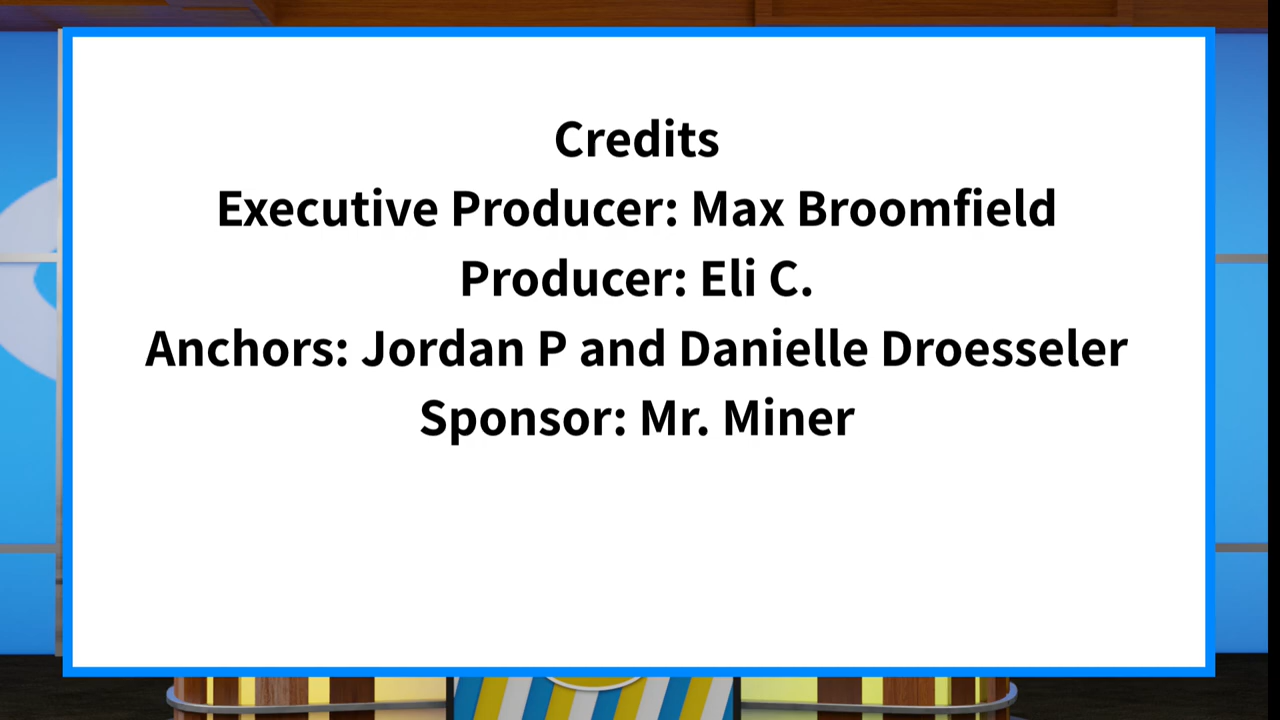 Credits
Executive Producer: Max Broomfield
Producer: Eli C.
Anchors: Jordan P and Danielle Droesseler
Sponsor: Mr. Miner